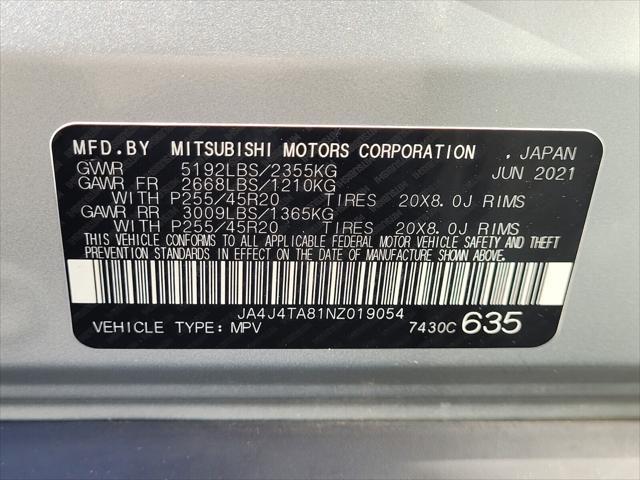 MFD.BY MITSUBISHI MOTORS CORPORATION , JAPAN
GVWR 5192LBS/2355KG JUN 2021
GAWR FR 2668LBS/1210KG
WITH P255/45R20 TIRES 20X8.0J RIMS
GAWR RR 3009LBS/1365KG
WITH P255/45R20 TIRES 20X8.0J RIMS
THIS VEHICLE CONFORMS TO ALL APPLICABLE FEDERAL MOTOR VEHICLE SAFETY AND THEFT
PREVENTION STANDARDS IN EFFECT ON THE DATE OF MANUFACTURE SHOWN ABOVE.
JA4J4TA81NZ019054
VEHICLE TYPE: MPV 7430C 635